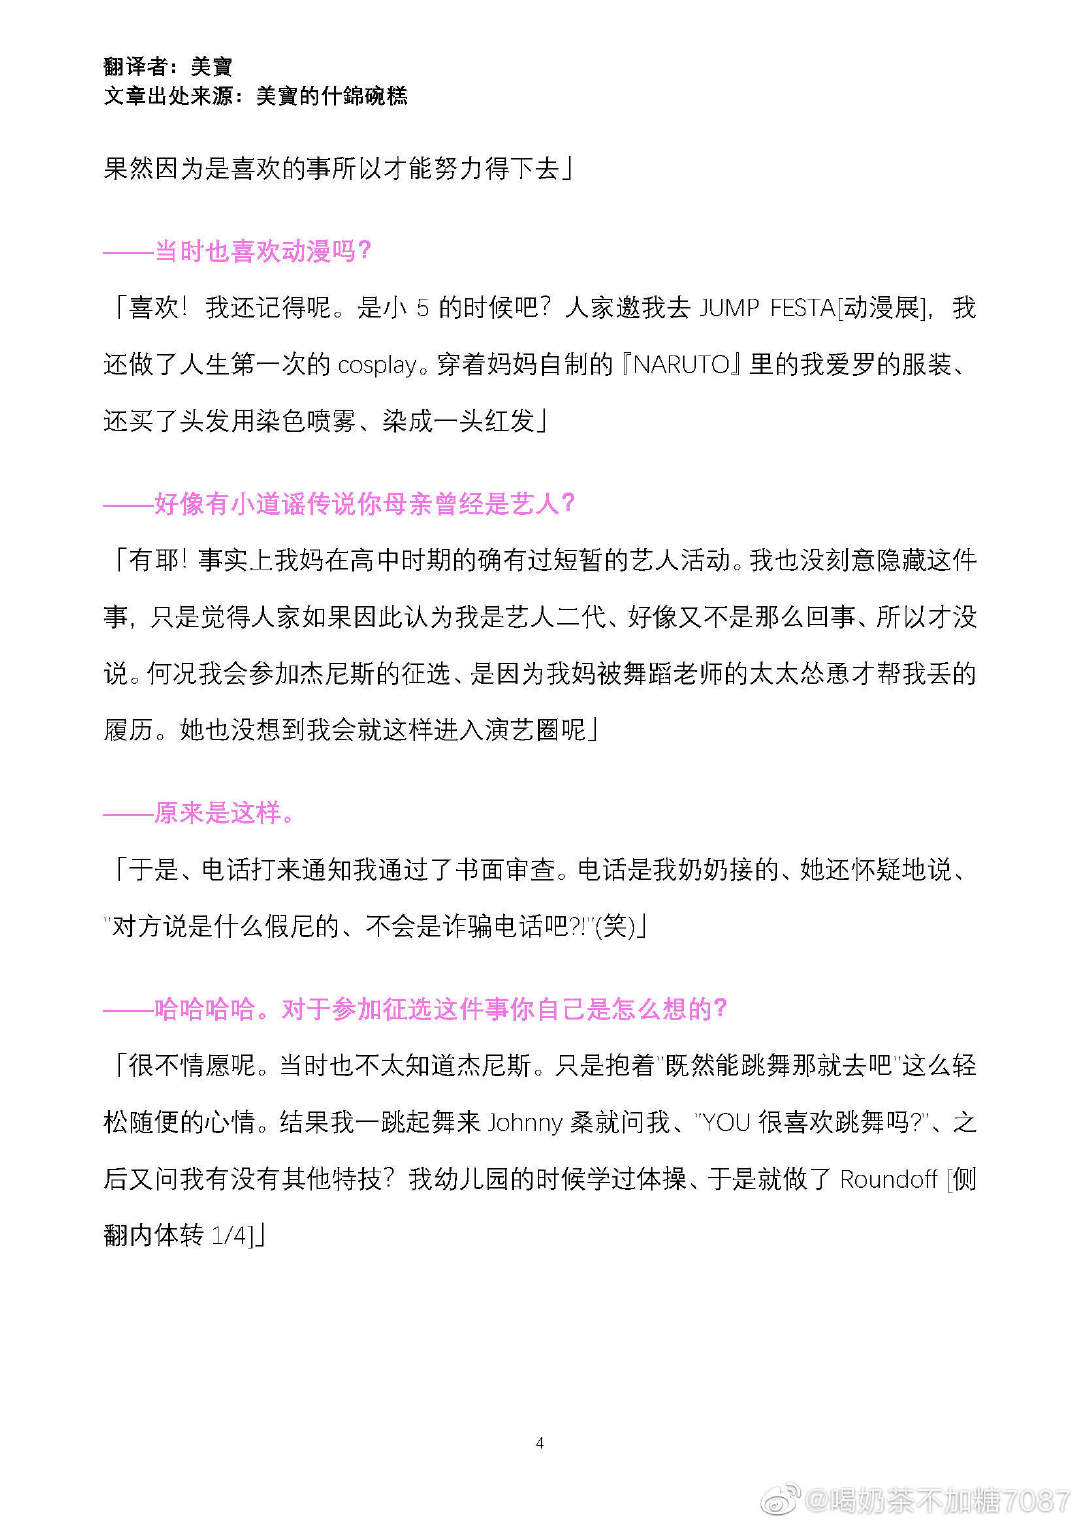 翻译者：美寶
文章出处来源：美寶的什錦碗糕
果然因为是喜欢的事所以才能努力得下去」
——当时也喜欢动漫吗？
「喜欢！我还记得呢。是小 5 的时候吧？人家邀我去 JUMP FESTA[动漫展]，我
还做了人生第一次的 cosplay。穿着妈妈自制的『NARUTO』里的我爱罗的服装、
还买了头发用染色喷雾、染成一头红发」
——好像有小道谣传说你母亲曾经是艺人？
「有耶！事实上我妈在高中时期的确有过短暂的艺人活动。我也没刻意隐藏这件
事，只是觉得人家如果因此认为我是艺人二代、好像又不是那么回事、所以才没
说。何况我会参加杰尼斯的征选、是因为我妈被舞蹈老师的太太怂恿才帮我丢的
履历。她也没想到我会就这样进入演艺圈呢」
——原来是这样。
「于是、电话打来通知我通过了书面审查。电话是我奶奶接的、她还怀疑地说、
"对方说是什么假尼的、不会是诈骗电话吧?!"(笑)」
——哈哈哈哈。对于参加征选这件事你自己是怎么想的？
「很不情愿呢。当时也不太知道杰尼斯。只是抱着"既然能跳舞那就去吧"这么轻
松随便的心情。结果我一跳起舞来 Johnny 桑就问我、"YOU 很喜欢跳舞吗?"、之
后又问我有没有其他特技？我幼儿园的时候学过体操、于是就做了 Roundoff [侧
翻内体转 1/4]」
4
@喝奶茶不加糖7087